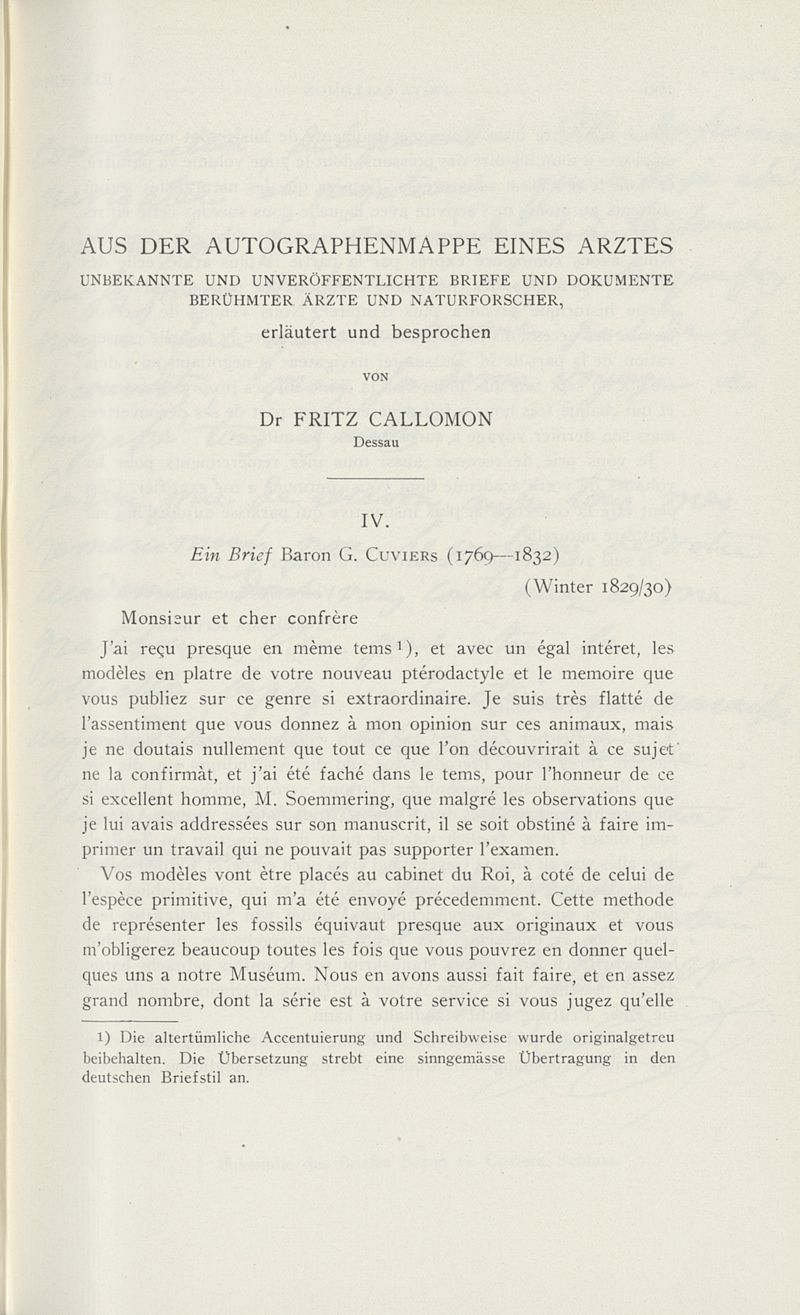 AUS DER AUTOGRAPHENMAPPE EINES ARZTES
UNBEKANNTE UND UNVERÖFFENTLICHTE BRIEFE UND DOKUMENTE
BERÜHMTER ÄRZTE UND NATURFORSCHER,
erläutert und besprochen
VON
Dr FRITZ CALLOMON
Dessau
IV.
Ein Brief Baron G. CUVIERS (1769—1832)
(Winter 1829/30)
Monsieur et cher confrère
J'ai reçu presque en mème tems¹), et avec un égal intéret, les
modèles en platre de votre nouveau ptérodactyle et le memoire que
vous publiez sur ce genre si extraordinaire. Je suis très flatté de
l'assentiment que vous donnez à mon opinion sur ces animaux, mais
je ne doutais nullement que tout ce que l'on découvrirait à ce sujet
ne la confirmàt, et j'ai été faché dans le tems, pour l'honneur de ce
si excellent homme, M. Soemmering, que malgré les observations que
je lui avais addressées sur son manuscrit, il se soit obstiné à faire im-
primer un travail qui ne pouvait pas supporter l'examen.
Vos modèles vont ètre placés au cabinet du Roi, à coté de celui de
l'espèce primitive, qui m'a été envoyé précedemment. Cette methode
de représenter les fossils équivaut presque aux originaux et vous
m'obligerez beaucoup toutes les fois que vous pouvrez en donner quel-
ques uns a notre Muséum. Nous en avons aussi fait faire, et en assez
grand nombre, dont la série est à votre service si vous jugez qu'elle
1) Die altertümliche Accentuierung und Schreibweise wurde originalgetreu
beibehalten. Die Übersetzung strebt eine sinngemässe Übertragung in den
deutschen Briefstil an.